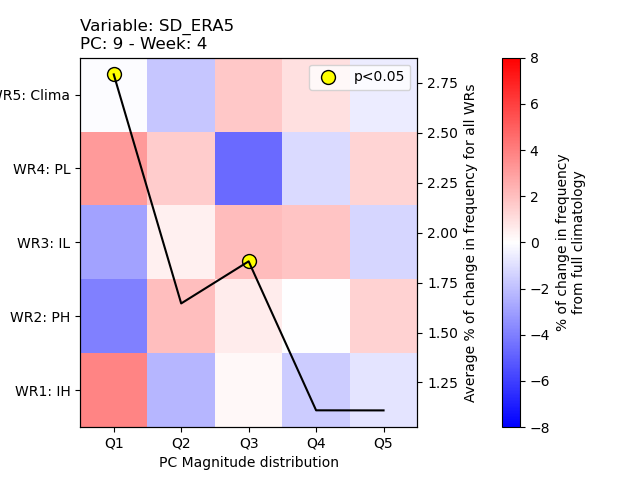 Variable: SD_ERA5
PC: 9 - Week: 4
p<0.05
WR5: Clima
WR4: PL
WR3: IL
WR2: PH
WR1: IH
Q1 Q2 Q3 Q4 Q5
PC Magnitude distribution
2.75
2.50
2.25
2.00
1.75
1.50
1.25
Average % of change in frequency for all WRs
8
6
4
2
0
−2
−4
−6
−8
% of change in frequency
from full climatology